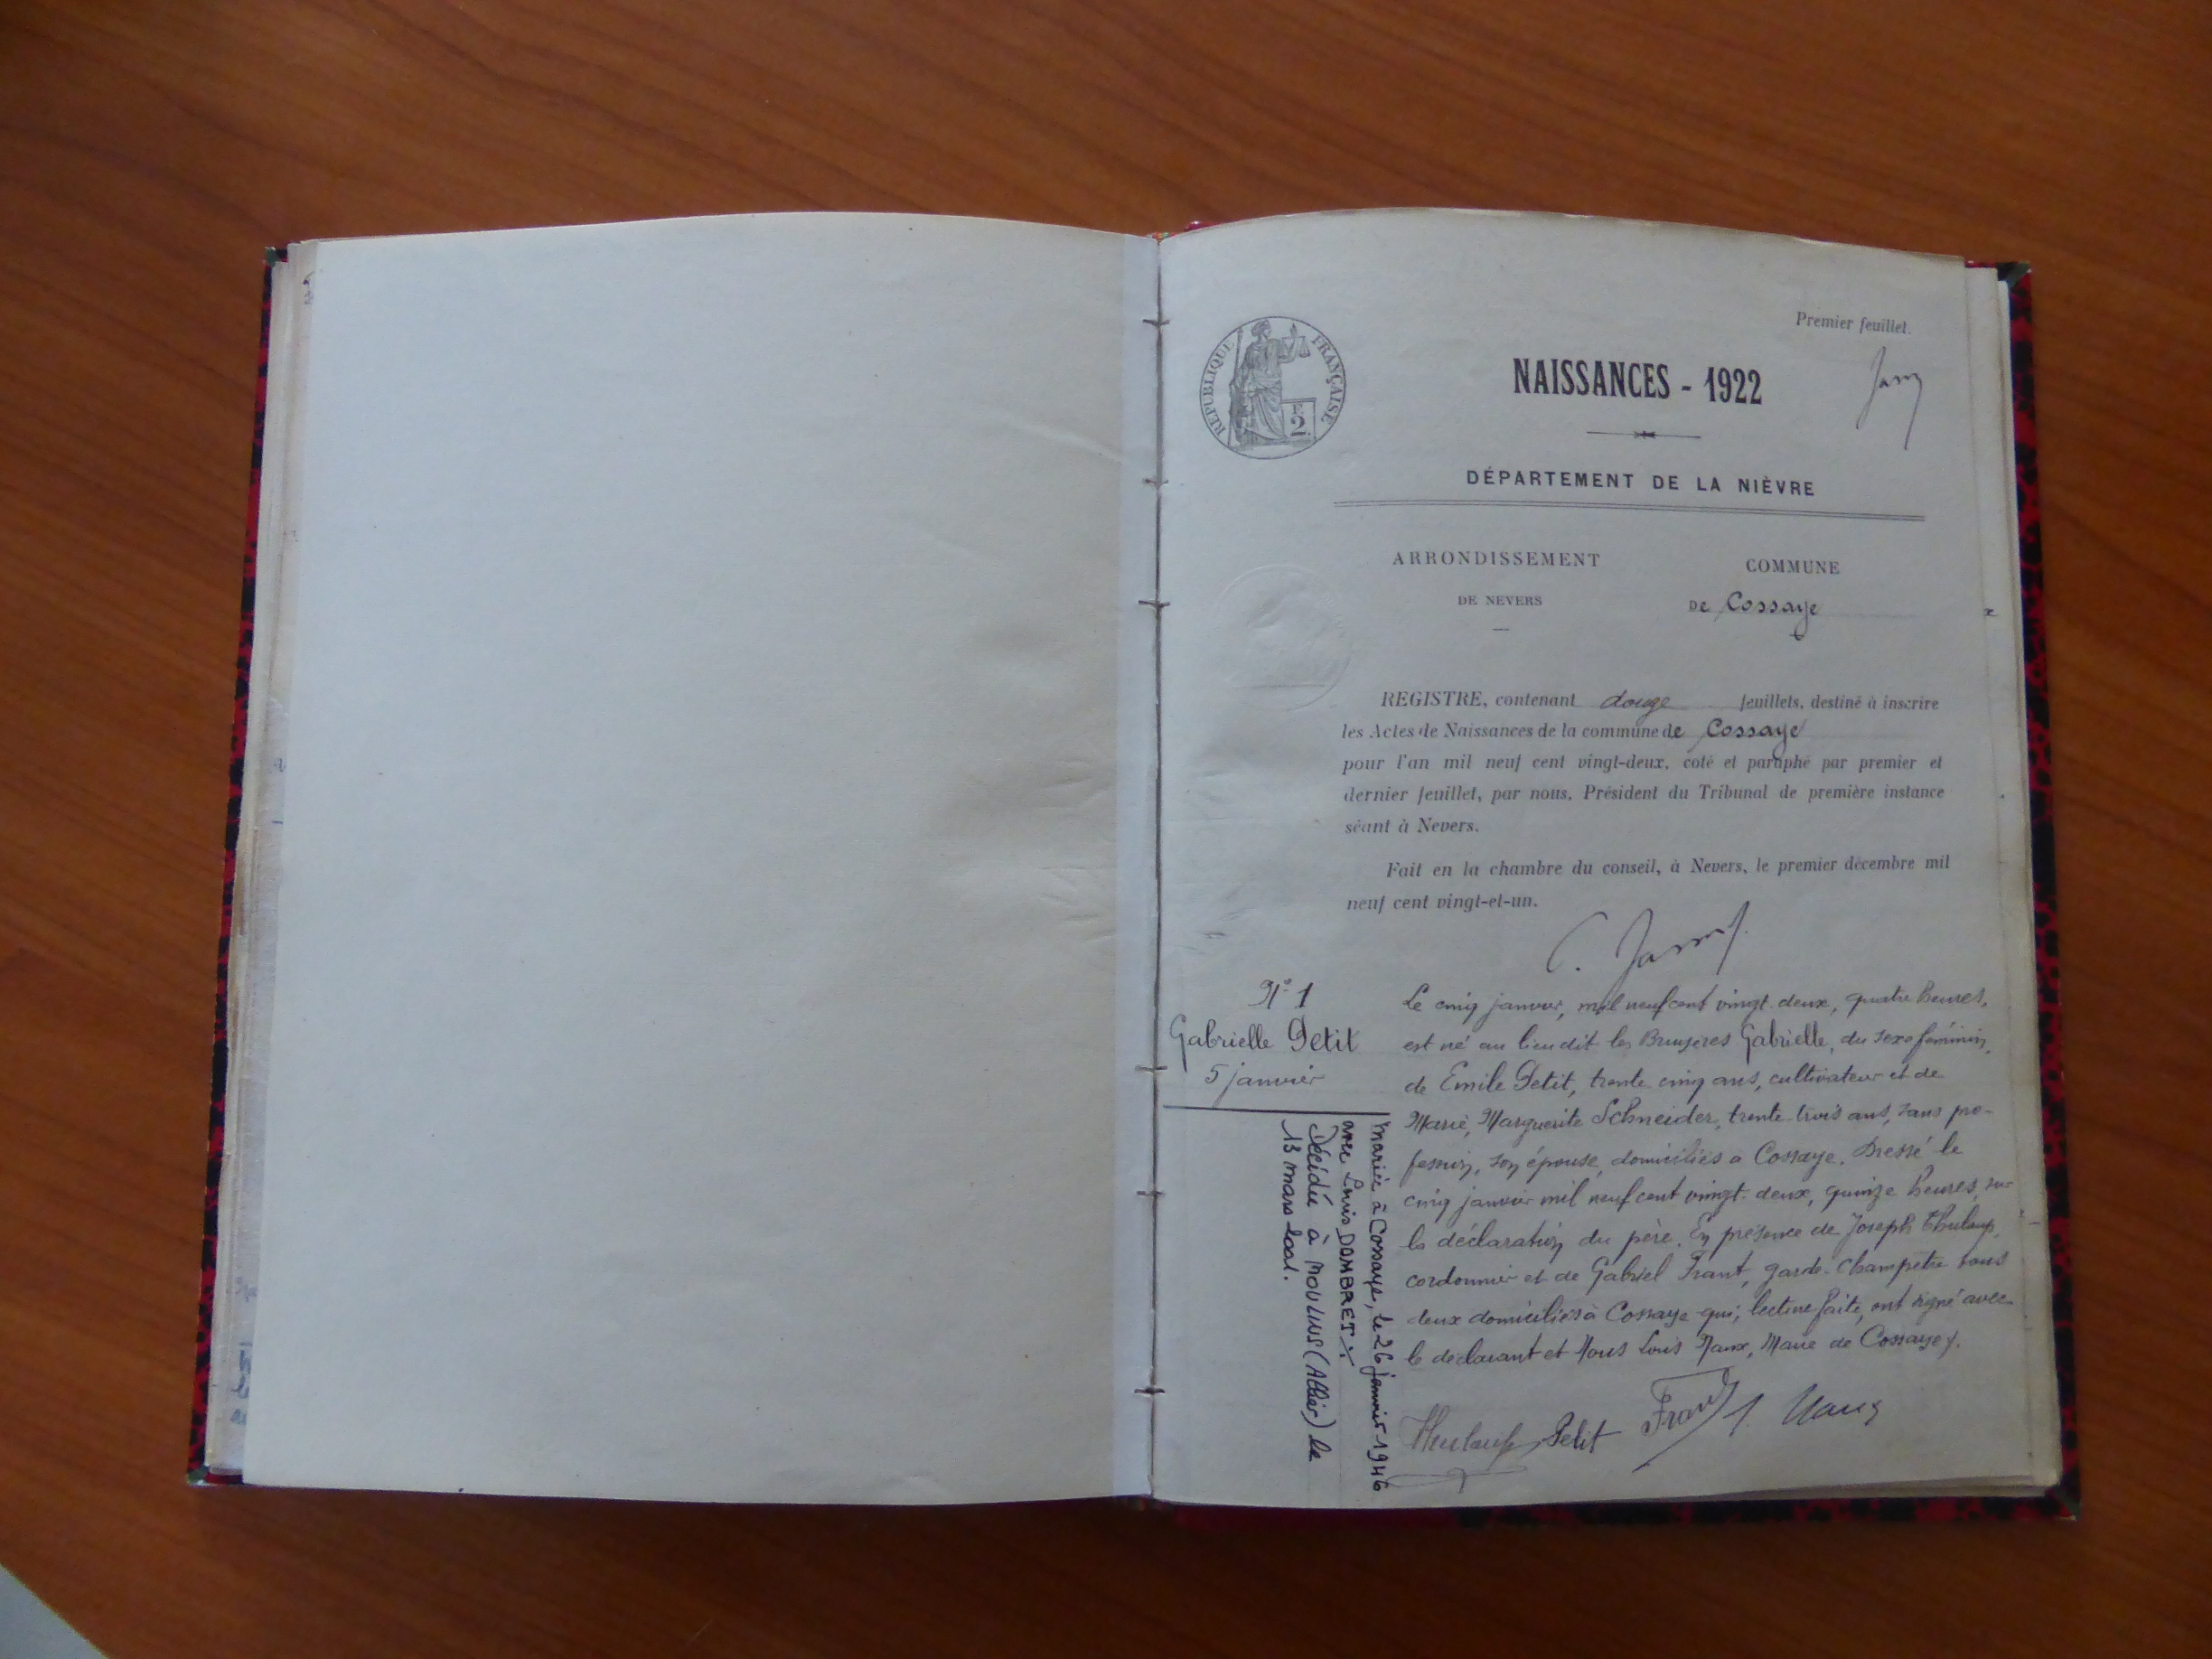 Premier feuillet.
RÉPUBLIQUE FRANÇAISE
2
NAISSANCES - 1922
DÉPARTEMENT DE LA NIÈVRE
ARRONDISSEMENT
DE NEVERS
COMMUNE
De Cossaye
REGISTRE, contenant douze feuillets, destiné à inscrire
les Actes de Naissances de la commune de Cossaye
pour l'an mil neuf cent vingt-deux, coté et paraphé par premier et
dernier feuillet, par nous, Président du Tribunal de première instance
séant à Nevers.
Fait en la chambre du conseil, à Nevers, le premier décembre mil
neuf cent vingt-et-un.
N° 1
Gabrielle Petit
5 janvier
mariée à Cossaye, le 26 janvier 1946
avec Louis DOMBRET
Décédée à MOULINS (Allier) le
13 mars
Le cinq janvier, mil neuf cent vingt-deux, quatre heures,
est né au lieu dit les Bruyères Gabrielle, du sexe féminin,
de Emile Petit, trente cinq ans, cultivateur et de
Marie, Marguerite Schneider, trente-trois ans, sans pro-
fession, son épouse, domiciliés à Cossaye. Dressé le
cinq janvier mil neuf cent vingt-deux, quinze heures, sur
la déclaration du père. En présence de Joseph Thuloup,
cordonnier et de Gabriel Frant, garde-champêtre tous
deux domiciliés à Cossaye qui, lecture faite, ont signé avec
le déclarant et Nous Louis Naux, Maire de Cossaye.
Thuloup Petit Frant L. Naux